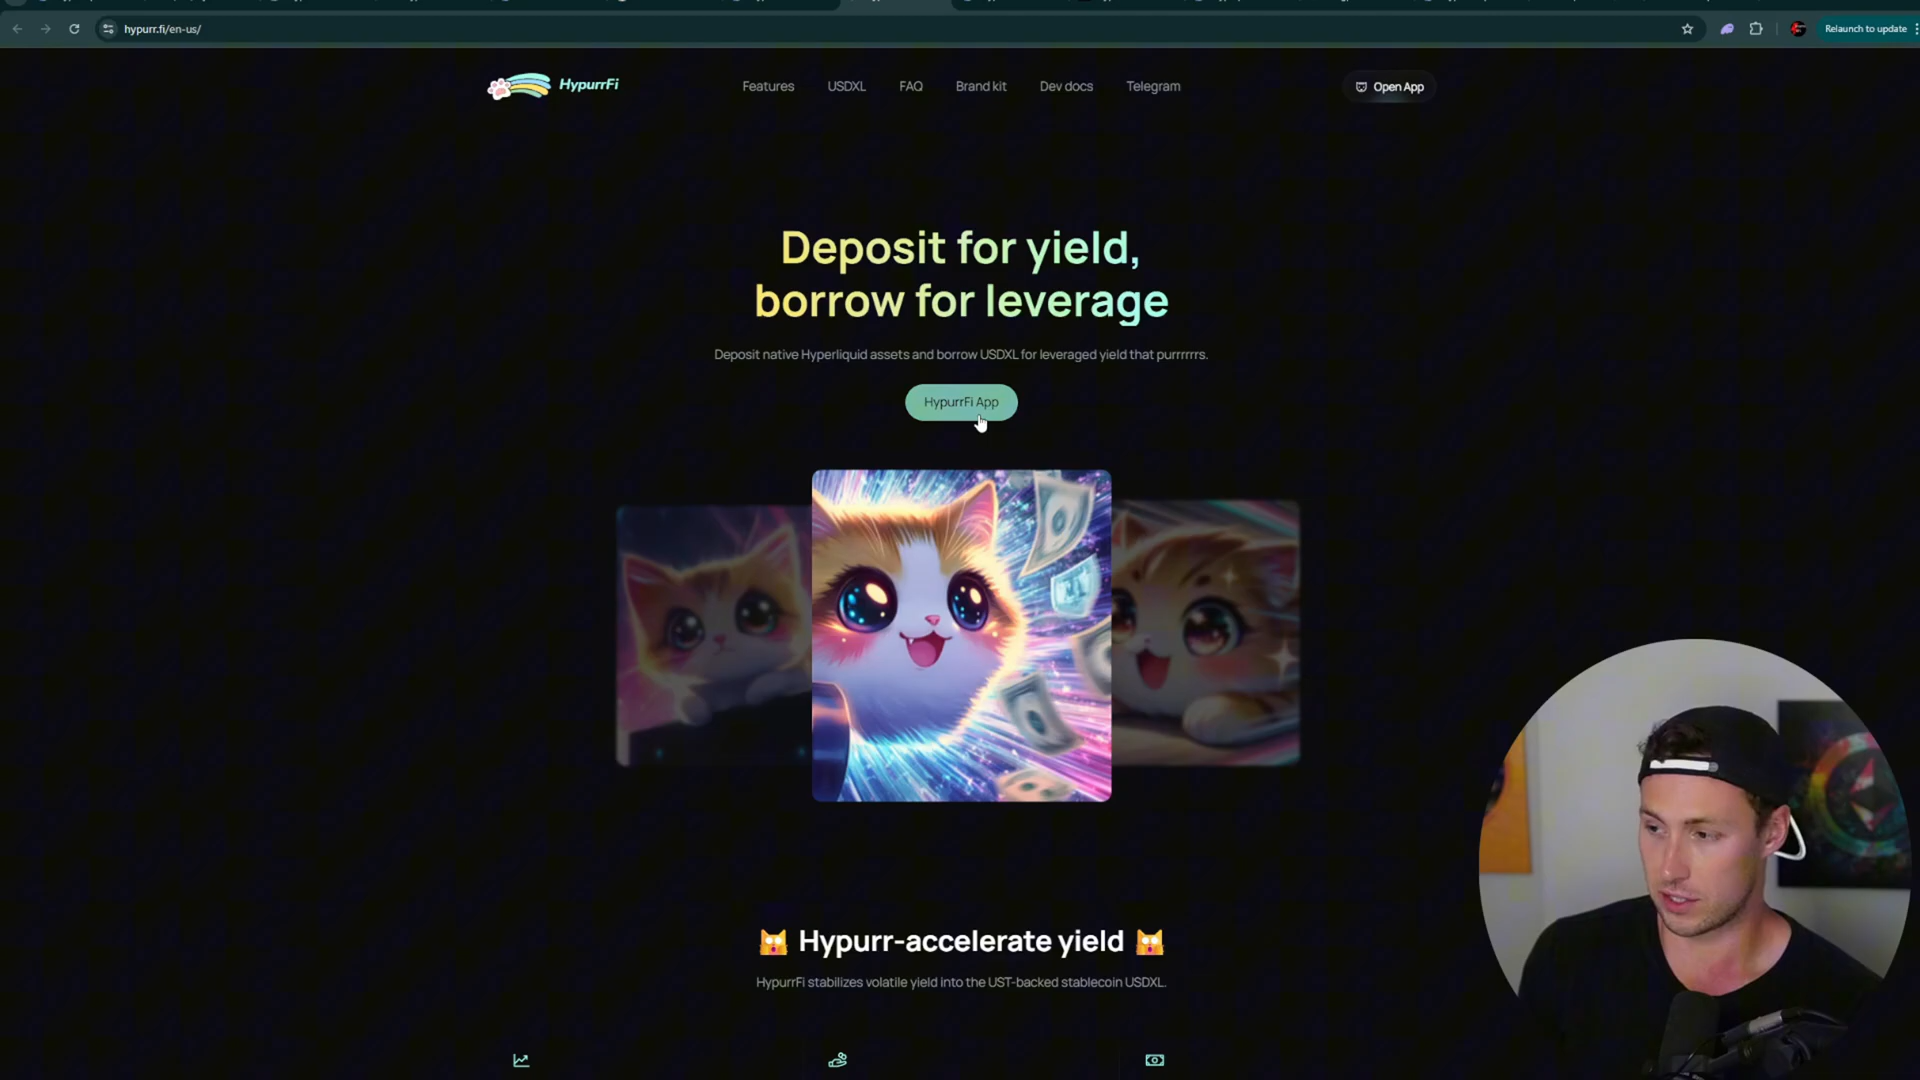 hypurr.fi/en-us/
Relaunch to update
HypurrFi
Features
USDXL
FAQ
Brand kit
Dev docs
Telegram
Open App
Deposit for yield,
borrow for leverage
Deposit native Hyperliquid assets and borrow USDXL for leveraged yield that purrrrrrs.
HypurrFi App
Hypurr-accelerate yield
HypurrFi stabilizes volatile yield into the UST-backed stablecoin USDXL.